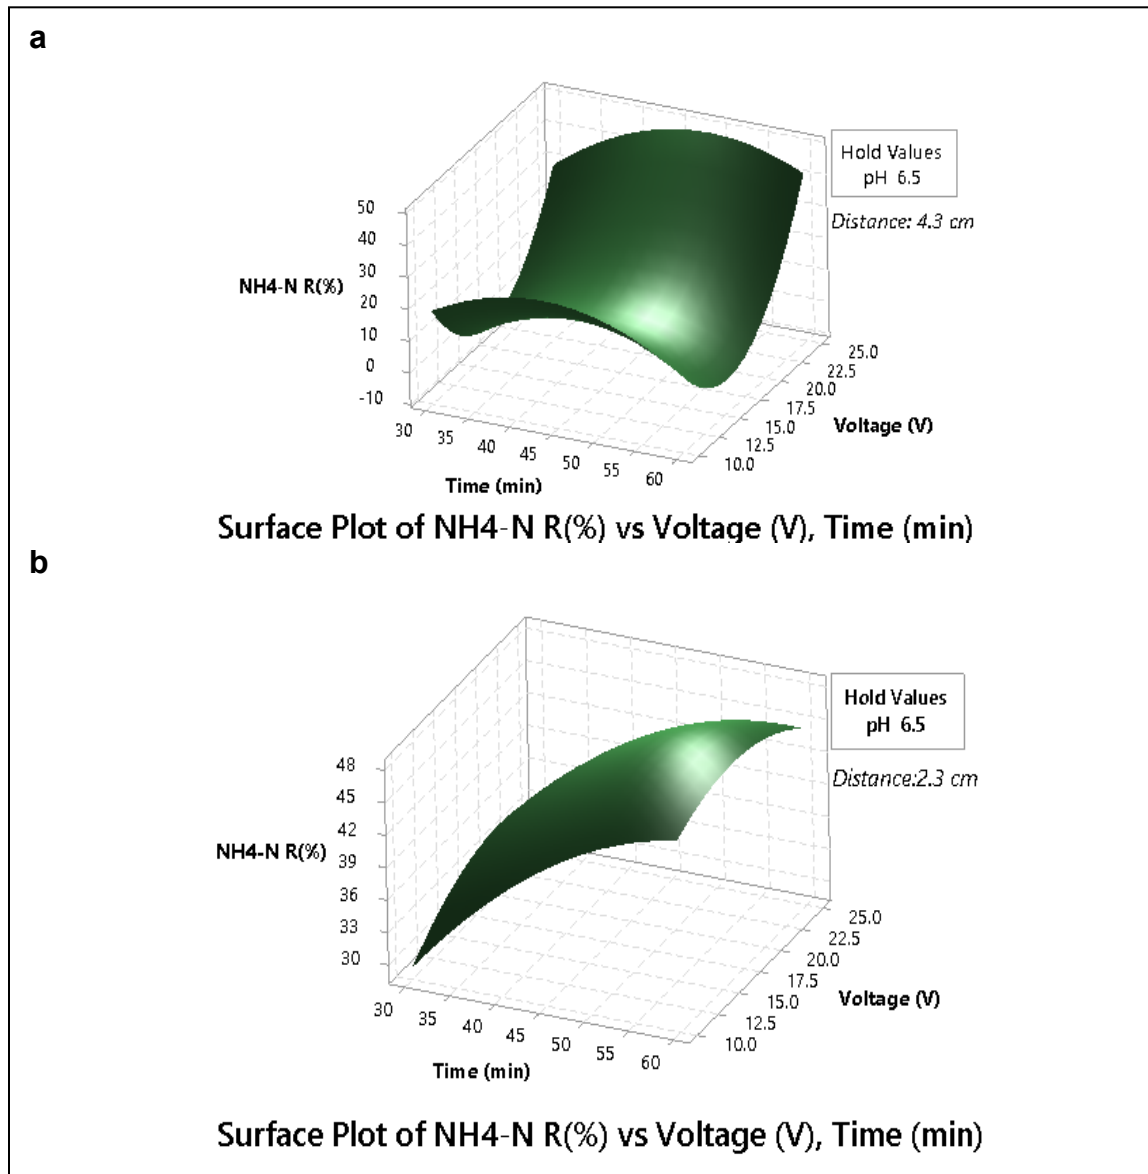 a
Hold Values
pH 6.5
Distance: 4.3 cm
50
40
30
20
10
0
-10
NH4-N R(%)
30
35
40
45
50
55
60
Time (min)
10.0
12.5
15.0
17.5
20.0
22.5
25.0
Voltage (V)
Surface Plot of NH4-N R(%) vs Voltage (V), Time (min)
b
Hold Values
pH 6.5
Distance:2.3 cm
48
45
42
39
36
33
30
NH4-N R(%)
30
35
40
45
50
55
60
Time (min)
10.0
12.5
15.0
17.5
20.0
22.5
25.0
Voltage (V)
Surface Plot of NH4-N R(%) vs Voltage (V), Time (min)